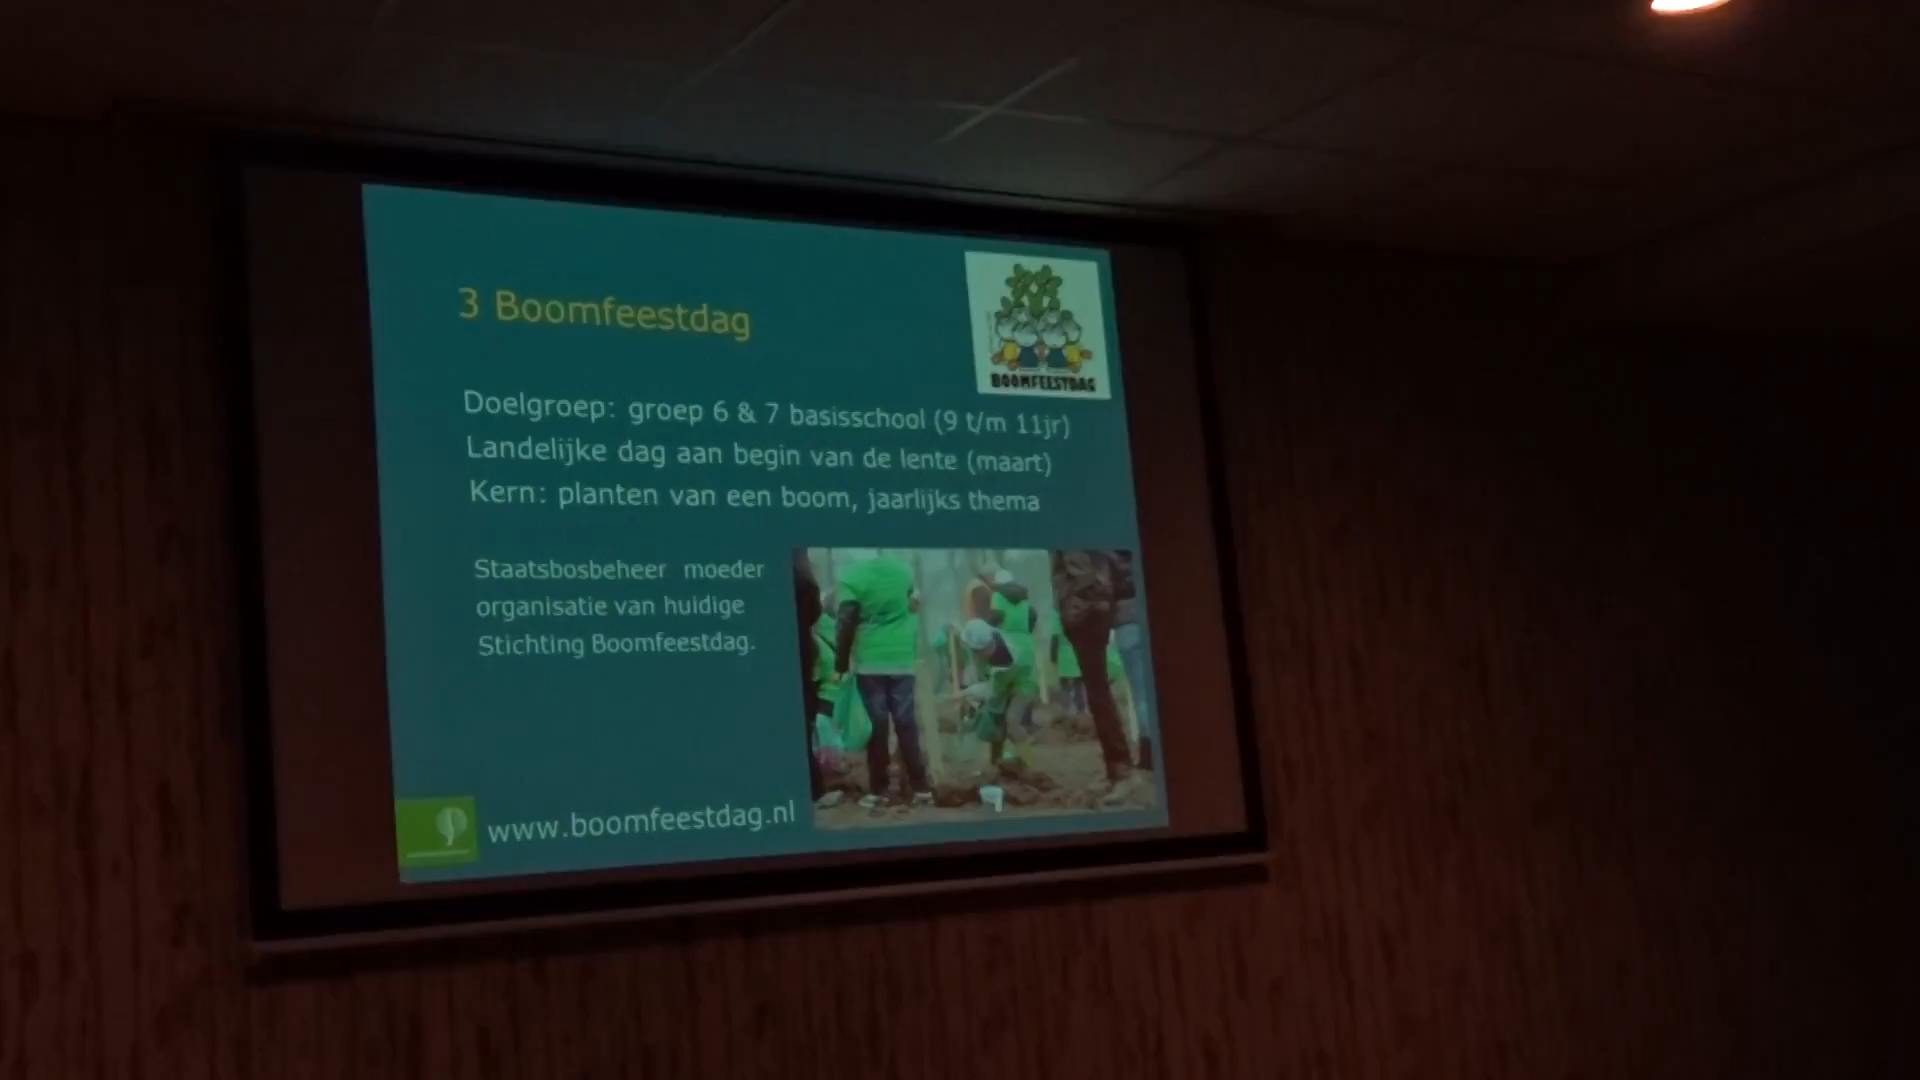 3 Boomfeestdag
BOOMFEESTDAG
Doelgroep: groep 6 & 7 basisschool (9 t/m 11jr)
Landelijke dag aan begin van de lente (maart)
Kern: planten van een boom, jaarlijks thema
Staatsbosbeheer moeder
organisatie van huidige
Stichting Boomfeestdag.
www.boomfeestdag.nl